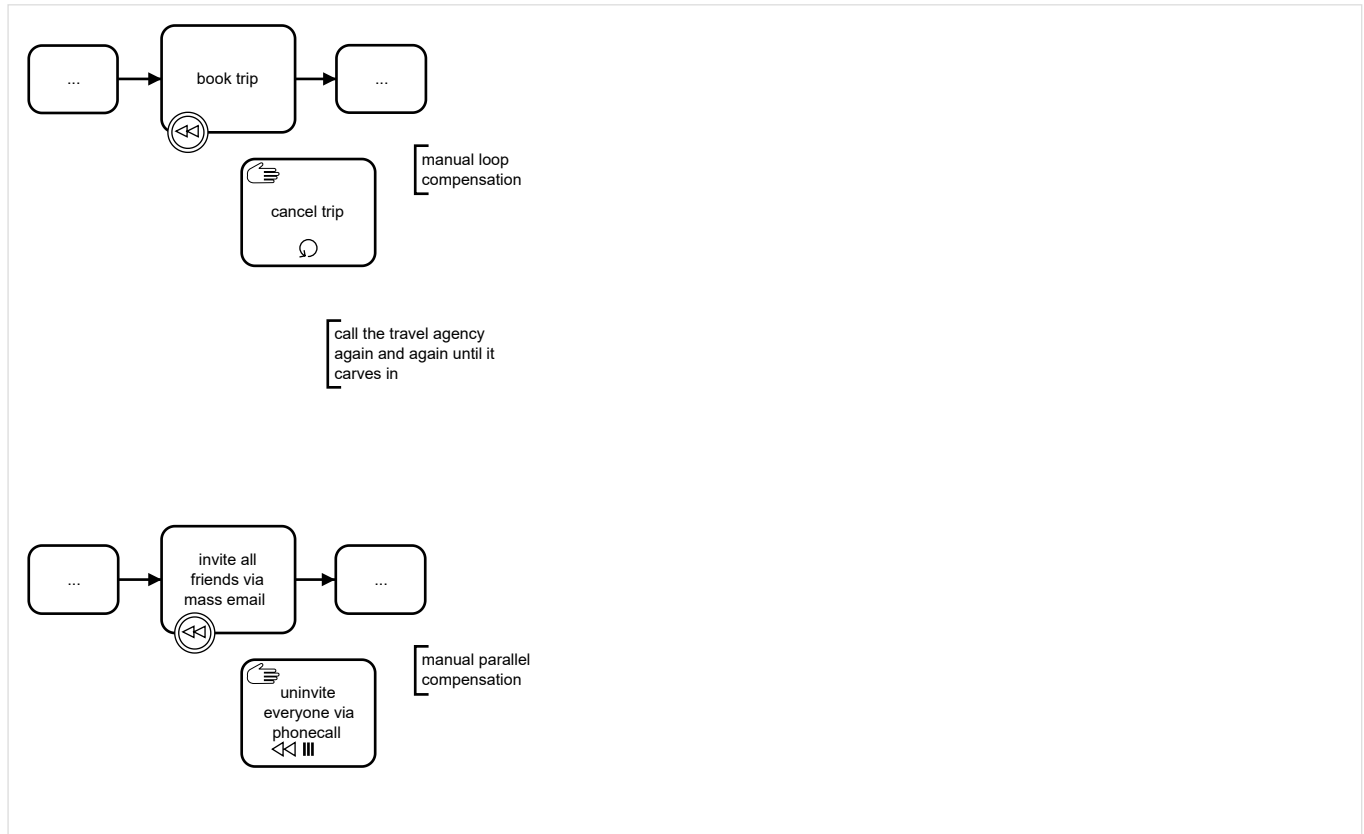 ...
book trip
...
manual loop
compensation
cancel trip
call the travel agency
again and again until it
carves in
...
invite all
friends via
mass email
...
manual parallel
compensation
uninvite
everyone via
phonecall